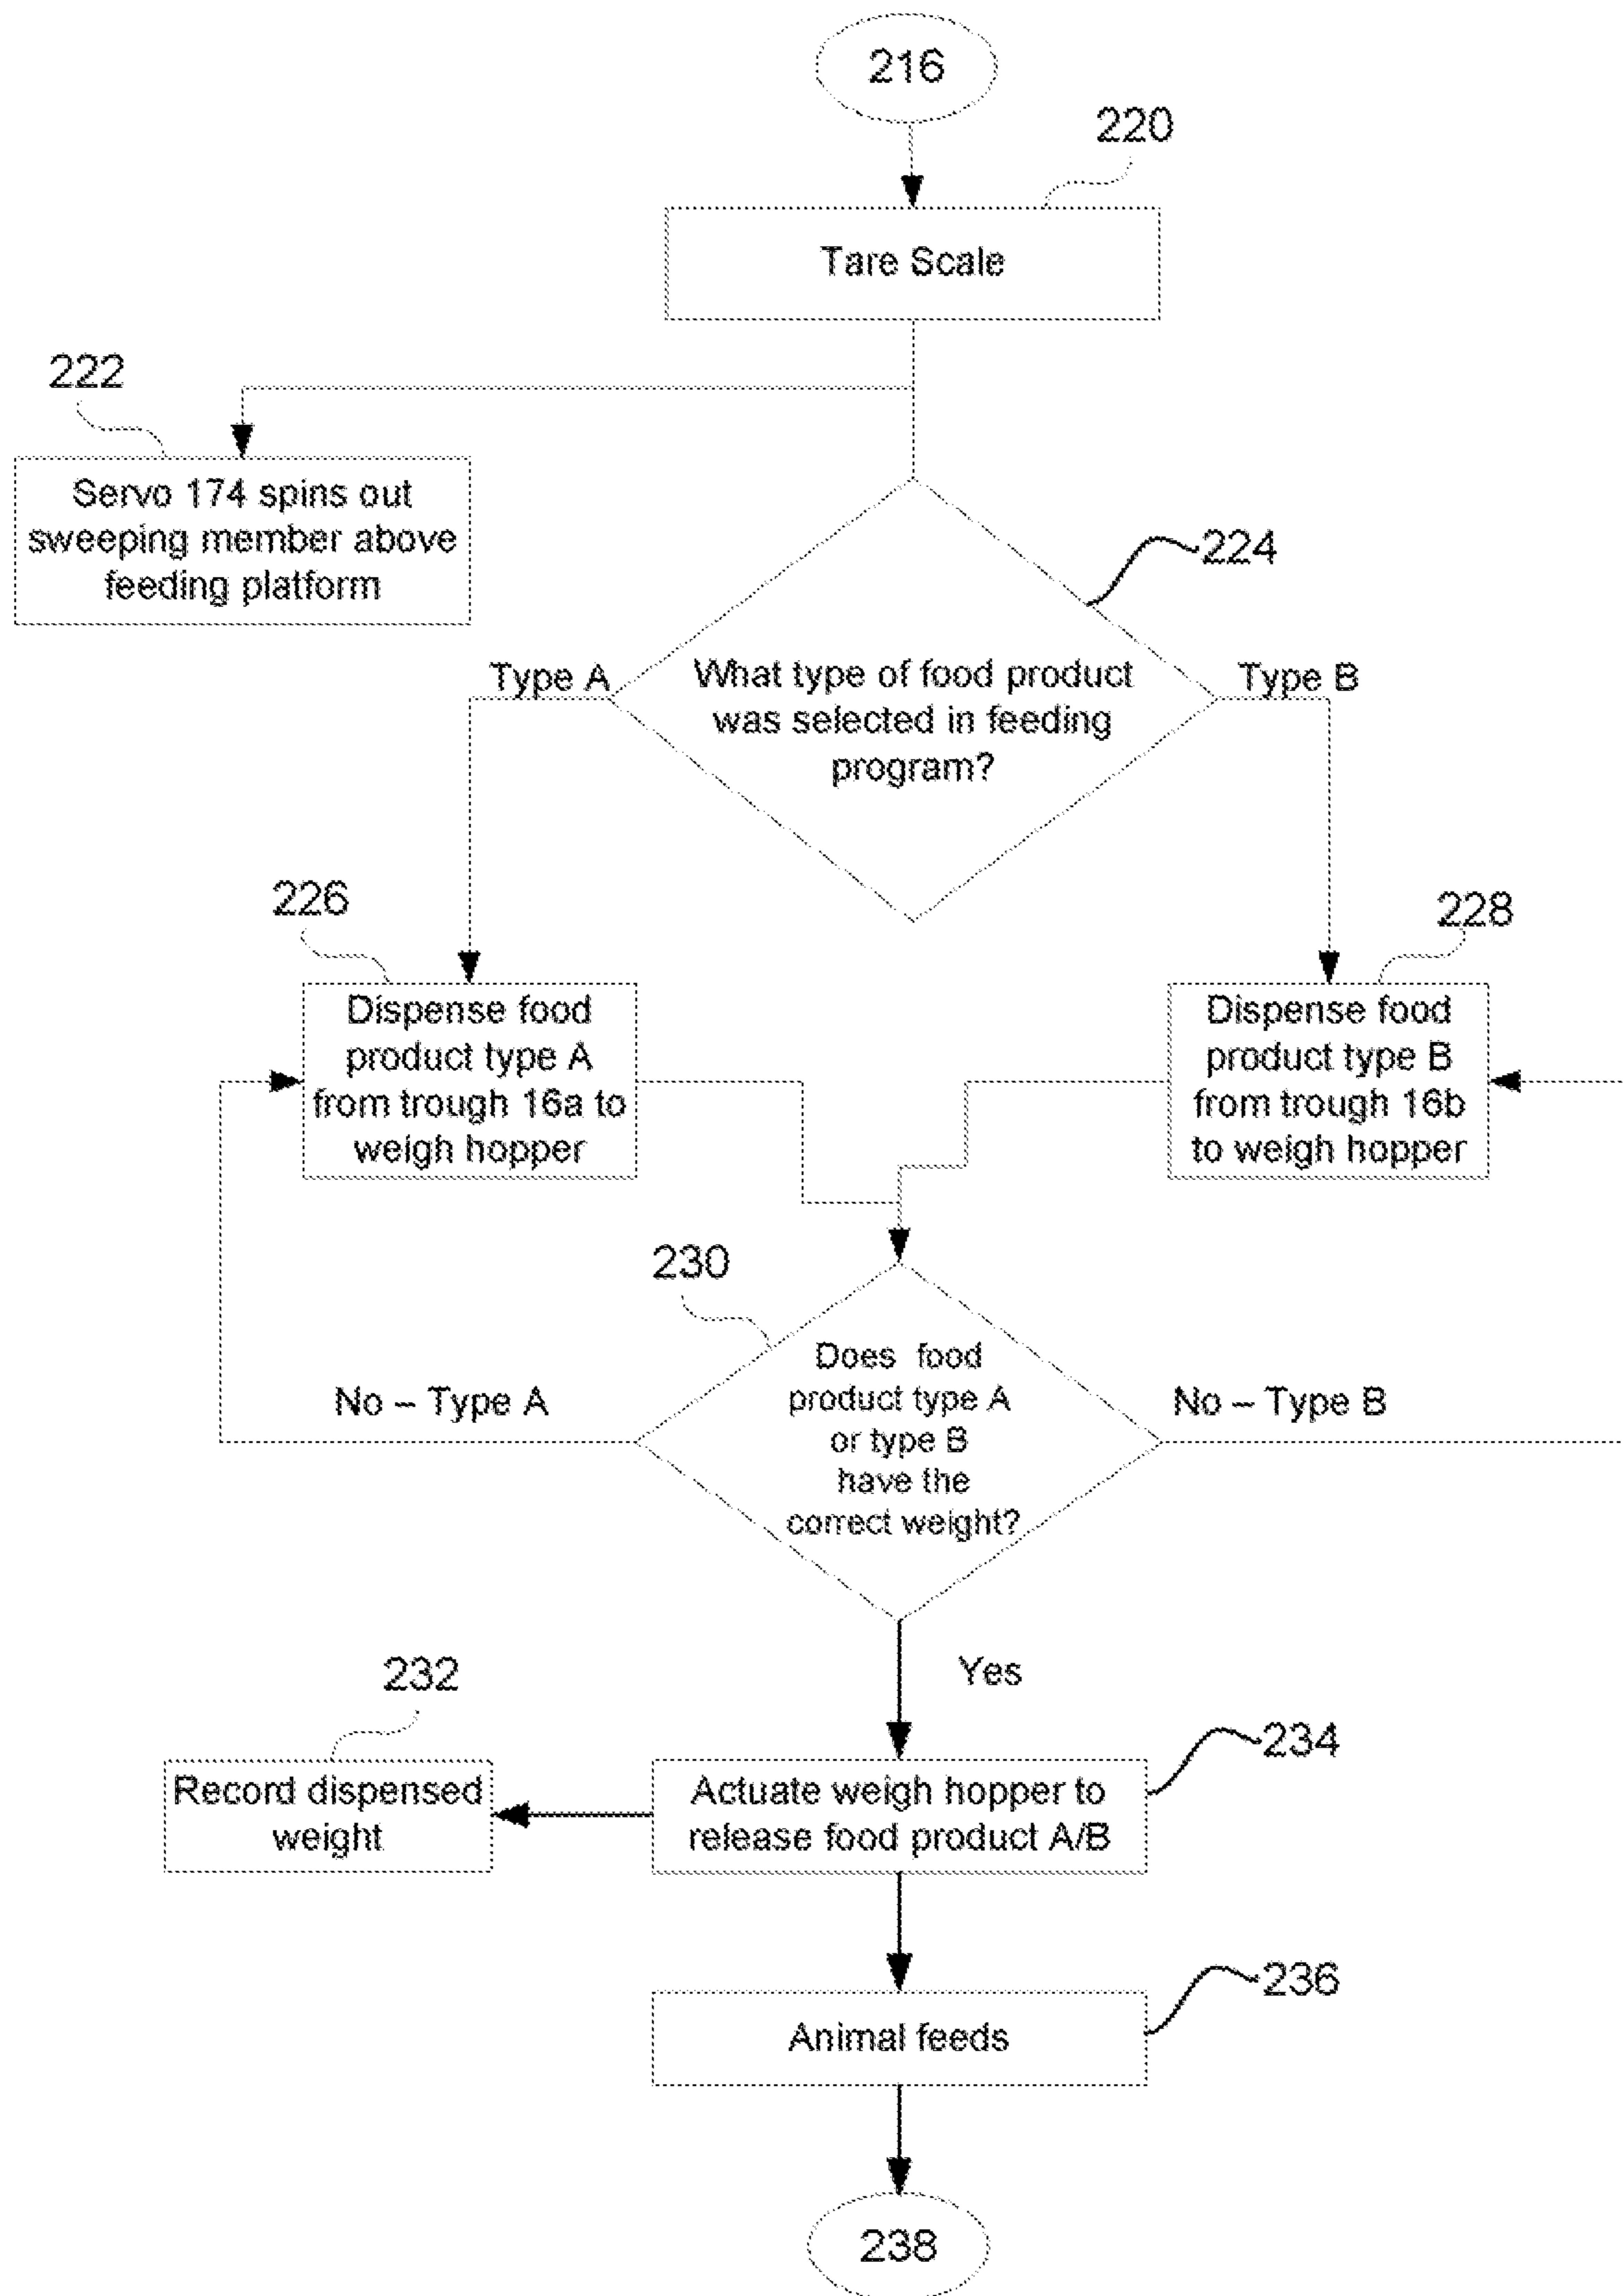 216
220
Tare Scale
222
Servo 174 spins out
sweeping member above
feeding platform
224
Type A
What type of food product
was selected in feeding
program?
Type B
226
Dispense food
product type A
from trough 16a to
weigh hopper
228
Dispense food
product type B
from trough 16b
to weigh hopper
230
No – Type A
Does food
product type A
or type B
have the
correct weight?
No – Type B
Yes
232
Record dispensed
weight
234
Actuate weigh hopper to
release food product A/B
236
Animal feeds
238